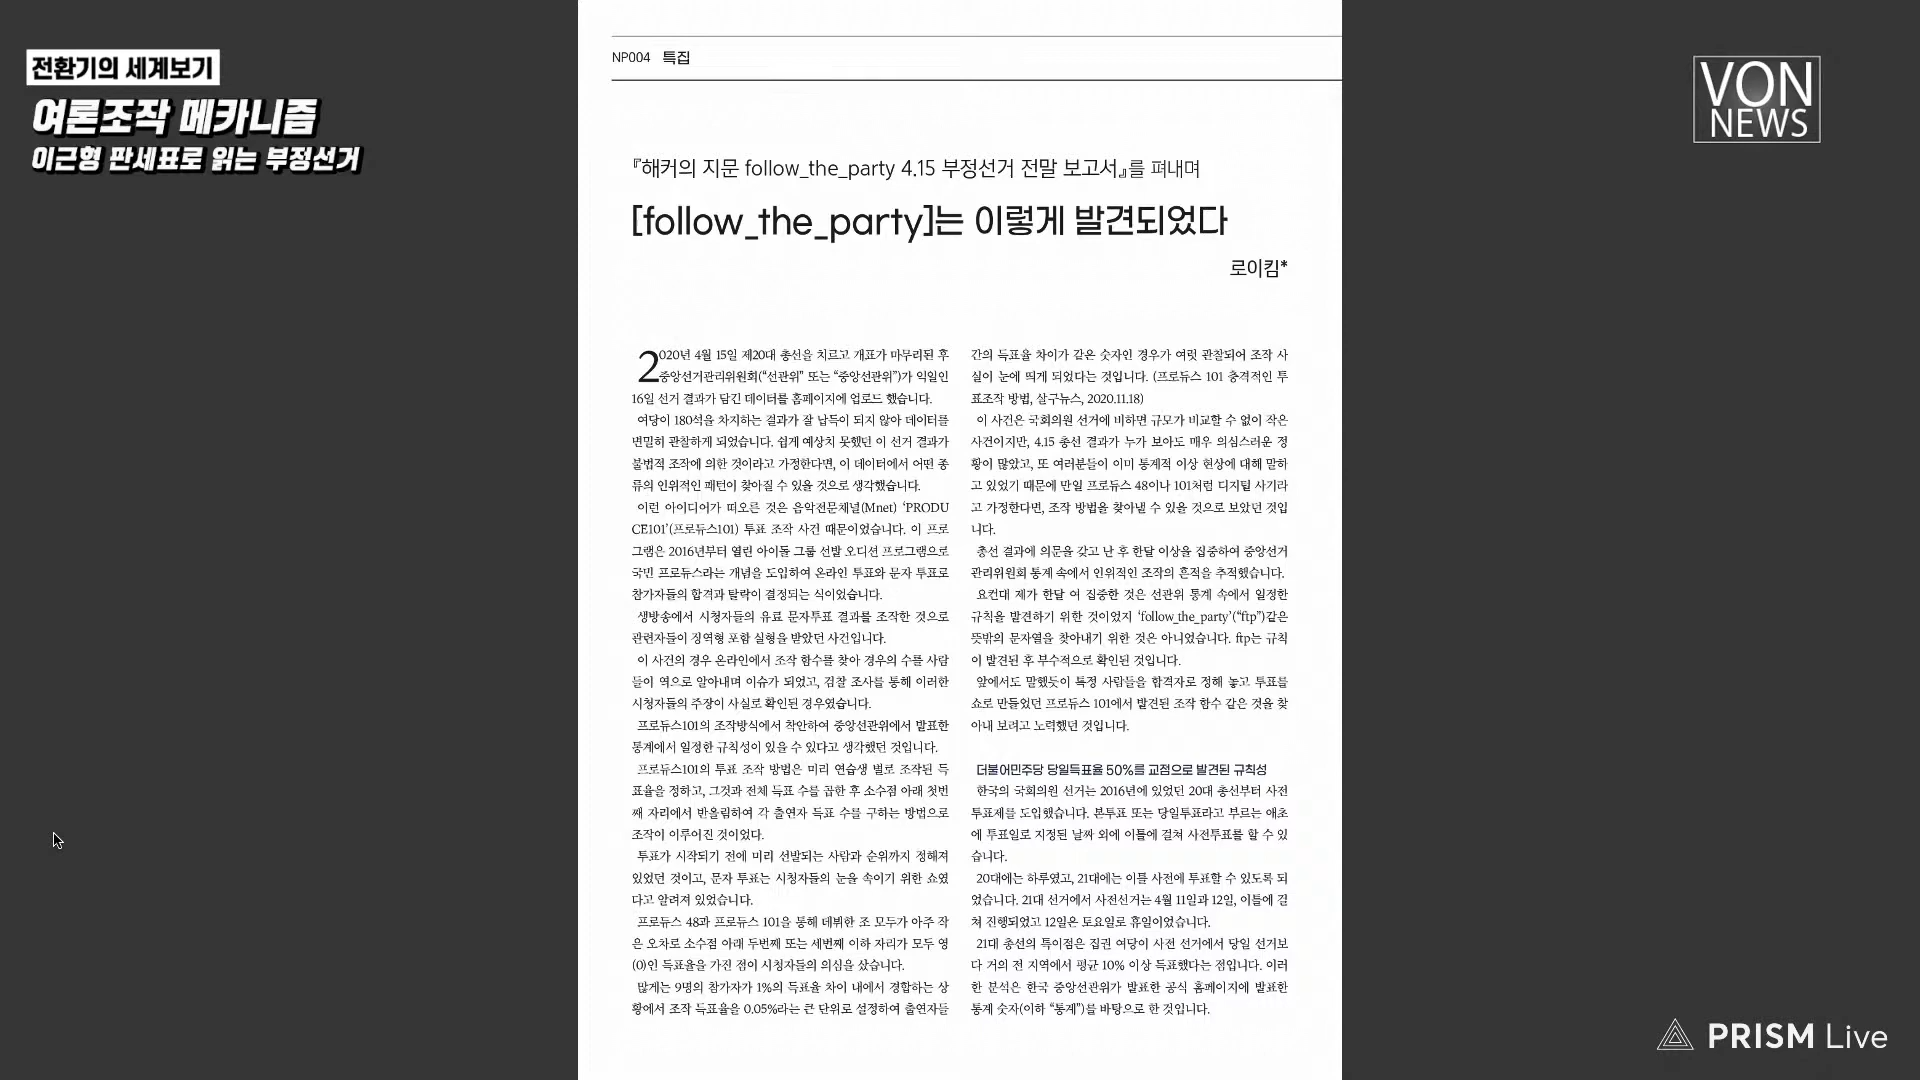 전환기의 세계보기
여론조작 메카니즘
이근형 판세표로 읽는 부정선거
VON
NEWS
NP004 특집
『해커의 지문 follow_the_party 4.15 부정선거 전말 보고서』를 펴내며
[follow_the_party]는 이렇게 발견되었다
로이킴*
2020년 4월 15일 제20대 총선을 치르고 개표가 마무리된 후
중앙선거관리위원회(“선관위” 또는 “중앙선관위”)가 익일인
16일 선거 결과가 담긴 데이터를 홈페이지에 업로드 했습니다.
여당이 180석을 차지하는 결과가 잘 납득이 되지 않아 데이터를
면밀히 관찰하게 되었습니다. 쉽게 예상치 못했던 이 선거 결과가
불법적 조작에 의한 것이라고 가정한다면, 이 데이터에서 어떤 종
류의 인위적인 패턴이 찾아질 수 있을 것으로 생각했습니다.
이런 아이디어가 떠오른 것은 음악전문채널(Mnet) ‘PRODU
CE101’(프로듀스101) 투표 조작 사건 때문이었습니다. 이 프로
그램은 2016년부터 열린 아이돌 그룹 선발 오디션 프로그램으로
국민 프로듀스라는 개념을 도입하여 온라인 투표와 문자 투표로
참가자들의 합격과 탈락이 결정되는 식이었습니다.
생방송에서 시청자들의 유료 문자투표 결과를 조작한 것으로
관련자들이 징역형 포함 실형을 받았던 사건입니다.
이 사건의 경우 온라인에서 조작 함수를 찾아 경우의 수를 사람
들이 역으로 알아내며 이슈가 되었고, 검찰 조사를 통해 이러한
시청자들의 주장이 사실로 확인된 경우였습니다.
프로듀스101의 조작방식에서 착안하여 중앙선관위에서 발표한
통계에서 일정한 규칙성이 있을 수 있다고 생각했던 것입니다.
프로듀스101의 투표 조작 방법은 미리 연습생 별로 조작된 득
표율을 정하고, 그것과 전체 득표 수를 곱한 후 소수점 아래 첫번
째 자리에서 반올림하여 각 출연자 득표 수를 구하는 방법으로
조작이 이루어진 것이었다.
투표가 시작되기 전에 미리 선발되는 사람과 순위까지 정해져
있었던 것이고, 문자 투표는 시청자들의 눈을 속이기 위한 쇼였
다고 알려져 있었습니다.
프로듀스 48과 프로듀스 101을 통해 데뷔한 조 모두가 아주 작
은 오차로 소수점 아래 두번째 또는 세번째 이하 자리가 모두 영
(0)인 득표율을 가진 점이 시청자들의 의심을 샀습니다.
많게는 9명의 참가자가 1%의 득표율 차이 내에서 경합하는 상
황에서 조작 득표율을 0.05%라는 큰 단위로 설정하여 출연자들
간의 득표율 차이가 같은 숫자인 경우가 여럿 관찰되어 조작 사
실이 눈에 띄게 되었다는 것입니다. (프로듀스 101 충격적인 투
표조작 방법, 살구뉴스, 2020.11.18)
이 사건은 국회의원 선거에 비하면 규모가 비교할 수 없이 작은
사건이지만, 4.15 총선 결과가 누가 보아도 매우 의심스러운 정
황이 많았고, 또 여러분들이 이미 통계적 이상 현상에 대해 말하
고 있었기 때문에 만일 프로듀스 48이나 101처럼 디지털 사기라
고 가정한다면, 조작 방법을 찾아낼 수 있을 것으로 보았던 것입
니다.
총선 결과에 의문을 갖고 난 후 한달 이상을 집중하여 중앙선거
관리위원회 통계 속에서 인위적인 조작의 흔적을 추적했습니다.
요컨대 제가 한달 여 집중한 것은 선관위 통계 속에서 일정한
규칙을 발견하기 위한 것이었지 ‘follow_the_party’(“ftp”)같은
뜻밖의 문자열을 찾아내기 위한 것은 아니었습니다. ftp는 규칙
이 발견된 후 부수적으로 확인된 것입니다.
앞에서도 말했듯이 특정 사람들을 합격자로 정해 놓고 투표를
쇼로 만들었던 프로듀스 101에서 발견된 조작 함수 같은 것을 찾
아내 보려고 노력했던 것입니다.
더불어민주당 당일득표율 50%를 교점으로 발견된 규칙성
한국의 국회의원 선거는 2016년에 있었던 20대 총선부터 사전
투표제를 도입했습니다. 본투표 또는 당일투표라고 부르는 애초
에 투표일로 지정된 날짜 외에 이틀에 걸쳐 사전투표를 할 수 있
습니다.
20대에는 하루였고, 21대에는 이틀 사전에 투표할 수 있도록 되
었습니다. 21대 선거에서 사전선거는 4월 11일과 12일, 이틀에 걸
쳐 진행되었고 12일은 토요일로 휴일이었습니다.
21대 총선의 특이점은 집권 여당이 사전 선거에서 당일 선거보
다 거의 전 지역에서 평균 10% 이상 득표했다는 점입니다. 이러
한 분석은 한국 중앙선관위가 발표한 공식 홈페이지에 발표한
통계 숫자(이하 “통계”)를 바탕으로 한 것입니다.
PRISM Live